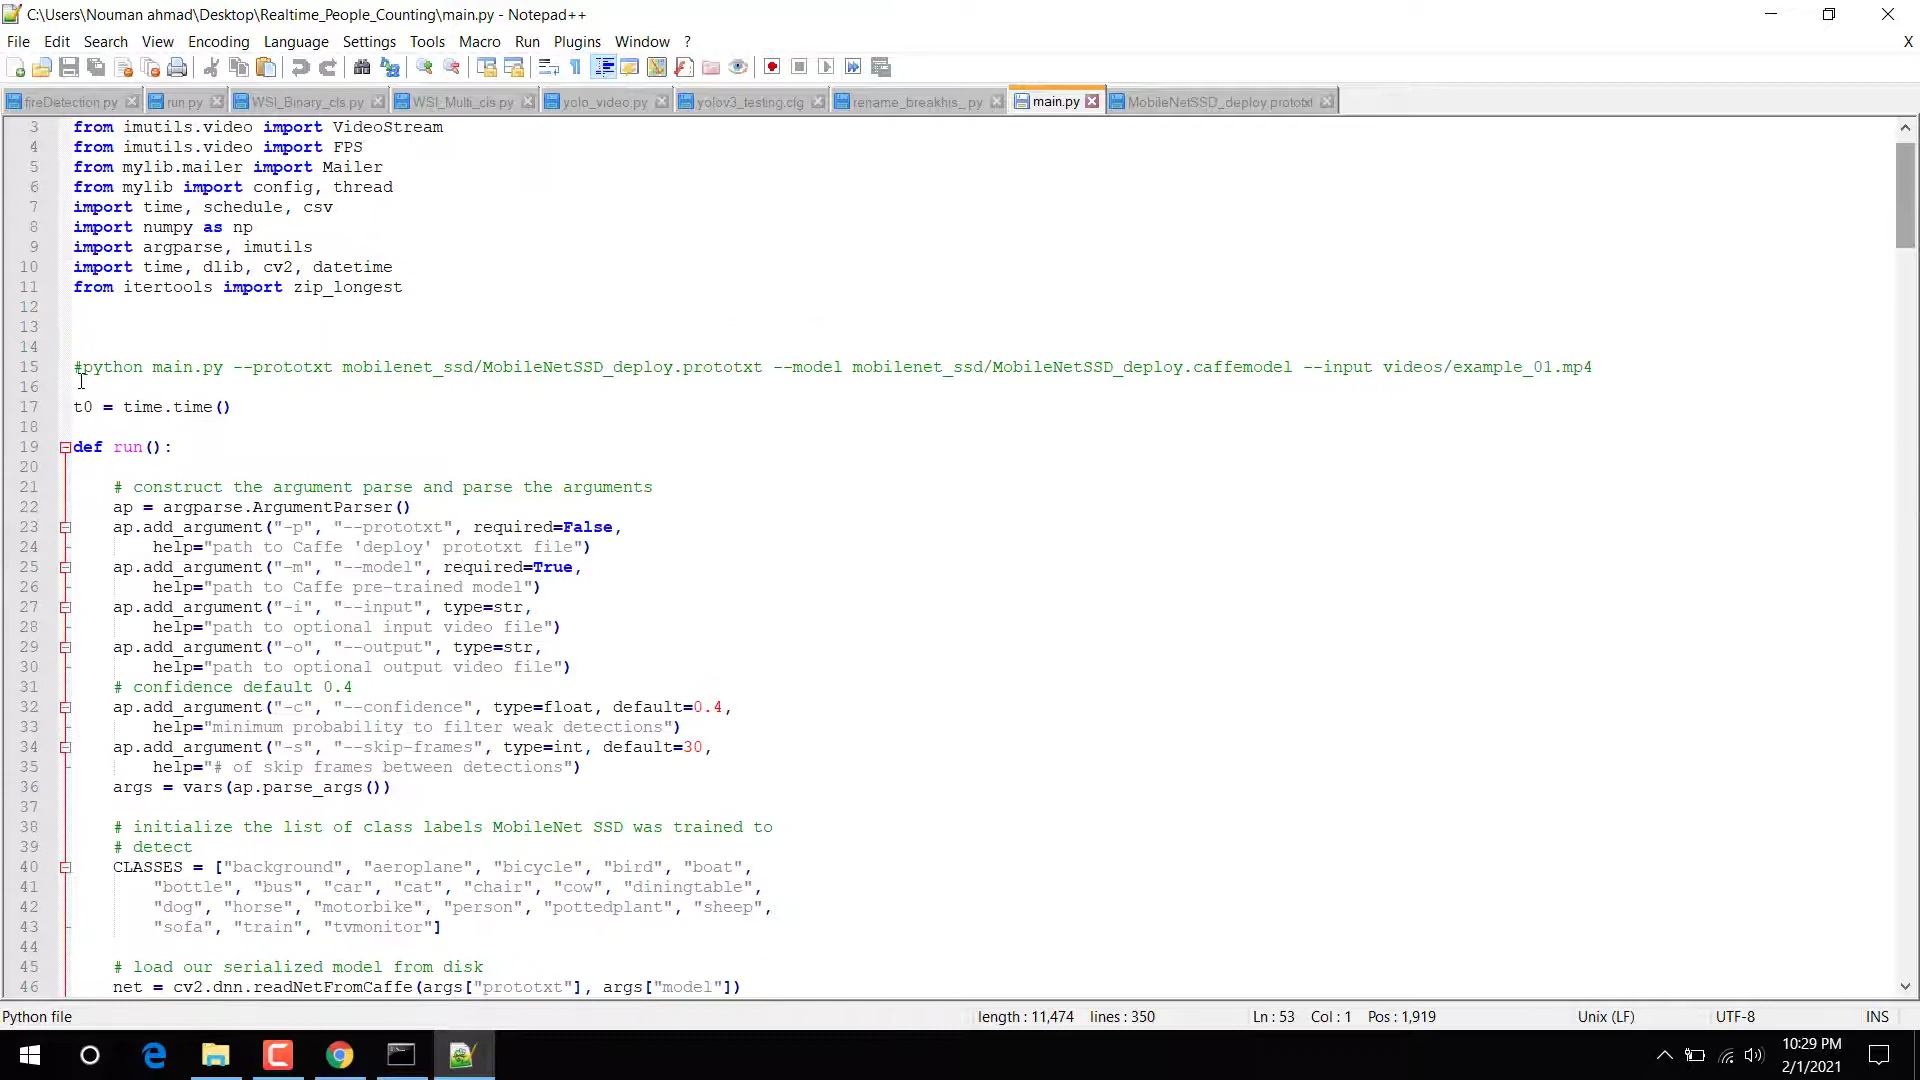 C:\Users\Nouman ahmad\Desktop\Realtime_People_Counting\main.py - Notepad++
File Edit Search View Encoding Language Settings Tools Macro Run Plugins Window ?
X
fireDetection.py run.py WSI_Binary_cls.py WSI_Multi_cls.py yolo_video.py yolov3_testing.cfg rename_breakhis_.py main.py MobileNetSSD_deploy.prototxt
3 from imutils.video import VideoStream
4 from imutils.video import FPS
5 from mylib.mailer import Mailer
6 from mylib import config, thread
7 import time, schedule, csv
8 import numpy as np
9 import argparse, imutils
10 import time, dlib, cv2, datetime
11 from itertools import zip_longest
12
13
14
15 #python main.py --prototxt mobilenet_ssd/MobileNetSSD_deploy.prototxt --model mobilenet_ssd/MobileNetSSD_deploy.caffemodel --input videos/example_01.mp4
16
17 t0 = time.time()
18
19 def run():
20
21 # construct the argument parse and parse the arguments
22 ap = argparse.ArgumentParser()
23 ap.add_argument("-p", "--prototxt", required=False,
24 help="path to Caffe 'deploy' prototxt file")
25 ap.add_argument("-m", "--model", required=True,
26 help="path to Caffe pre-trained model")
27 ap.add_argument("-i", "--input", type=str,
28 help="path to optional input video file")
29 ap.add_argument("-o", "--output", type=str,
30 help="path to optional output video file")
31 # confidence default 0.4
32 ap.add_argument("-c", "--confidence", type=float, default=0.4,
33 help="minimum probability to filter weak detections")
34 ap.add_argument("-s", "--skip-frames", type=int, default=30,
35 help="# of skip frames between detections")
36 args = vars(ap.parse_args())
37
38 # initialize the list of class labels MobileNet SSD was trained to
39 # detect
40 CLASSES = ["background", "aeroplane", "bicycle", "bird", "boat",
41 "bottle", "bus", "car", "cat", "chair", "cow", "diningtable",
42 "dog", "horse", "motorbike", "person", "pottedplant", "sheep",
43 "sofa", "train", "tvmonitor"]
44
45 # load our serialized model from disk
46 net = cv2.dnn.readNetFromCaffe(args["prototxt"], args["model"])
Python file length : 11,474 lines : 350 Ln : 53 Col : 1 Pos : 1,919 Unix (LF) UTF-8 INS
10:29 PM
2/1/2021